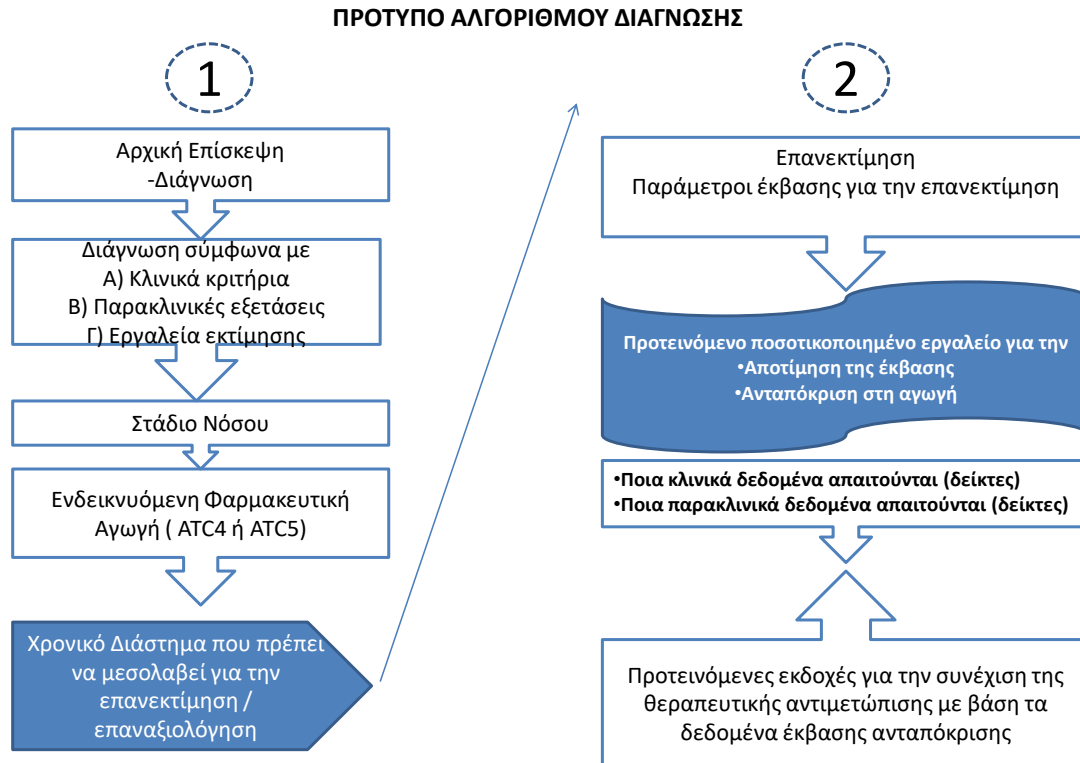 ΠΡΟΤΥΠΟ ΑΛΓΟΡΙΘΜΟΥ ΔΙΑΓΝΩΣΗΣ
1
Αρχική Επίσκεψη
-Διάγνωση
Διάγνωση σύμφωνα με
Α) Κλινικά κριτήρια
Β) Παρακλινικές εξετάσεις
Γ) Εργαλεία εκτίμησης
Στάδιο Νόσου
Ενδεικνυόμενη Φαρμακευτική
Αγωγή ( ATC4 ή ATC5)
Χρονικό Διάστημα που πρέπει
να μεσολαβεί για την
επανεκτίμηση /
επαναξιολόγηση
2
Επανεκτίμηση
Παράμετροι έκβασης για την επανεκτίμηση
Προτεινόμενο ποσοτικοποιημένο εργαλείο για την
•Αποτίμηση της έκβασης
•Ανταπόκριση στη αγωγή
•Ποια κλινικά δεδομένα απαιτούνται (δείκτες)
•Ποια παρακλινικά δεδομένα απαιτούνται (δείκτες)
Προτεινόμενες εκδοχές για την συνέχιση της
θεραπευτικής αντιμετώπισης με βάση τα
δεδομένα έκβασης ανταπόκρισης